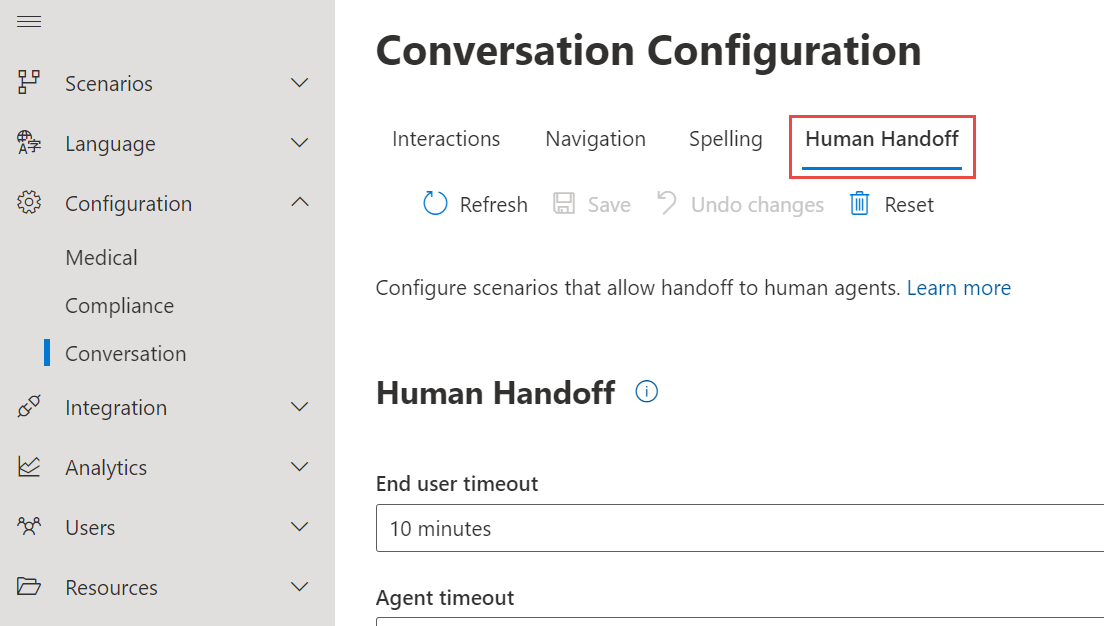 Scenarios
Language
Configuration
Medical
Compliance
Conversation
Integration
Analytics
Users
Resources
Conversation Configuration
Interactions Navigation Spelling Human Handoff
Refresh Save Undo changes Reset
Configure scenarios that allow handoff to human agents. Learn more
Human Handoff
End user timeout
10 minutes
Agent timeout